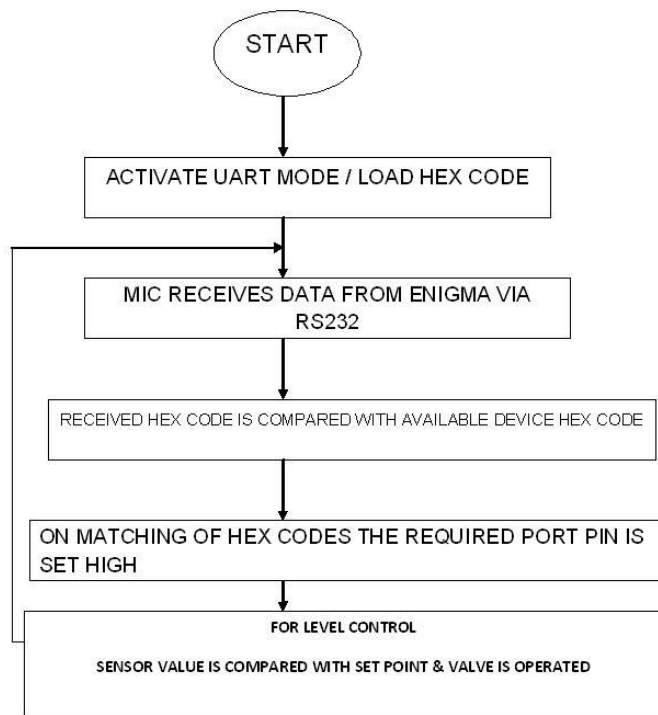 START
ACTIVATE UART MODE / LOAD HEX CODE
MIC RECEIVES DATA FROM ENIGMA VIA
RS232
RECEIVED HEX CODE IS COMPARED WITH AVAILABLE DEVICE HEX CODE
ON MATCHING OF HEX CODES THE REQUIRED PORT PIN IS
SET HIGH
FOR LEVEL CONTROL
SENSOR VALUE IS COMPARED WITH SET POINT & VALVE IS OPERATED